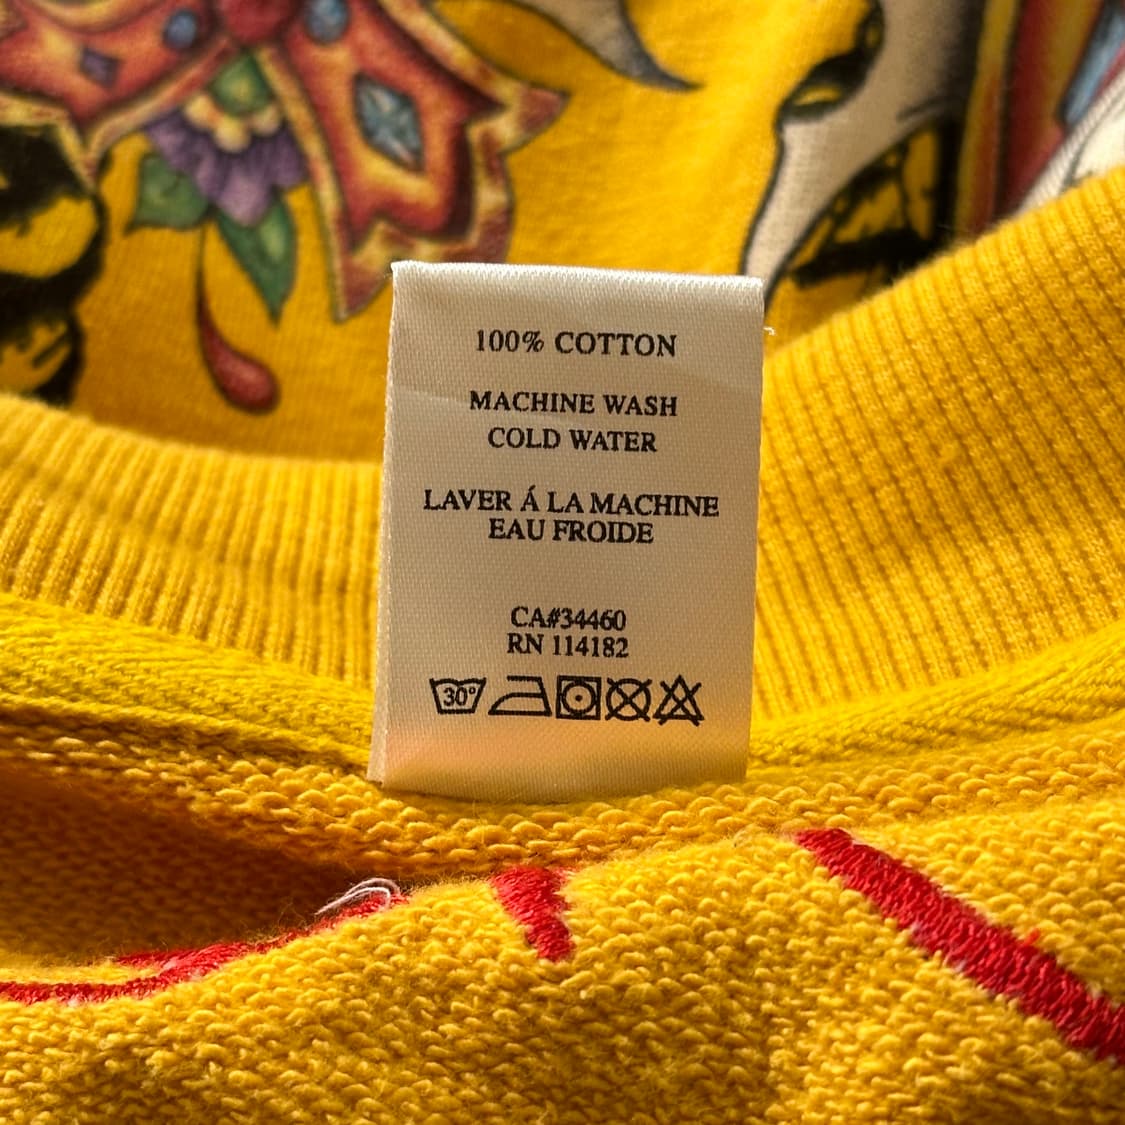 100% COTTON
MACHINE WASH
COLD WATER
LAVER Á LA MACHINE
EAU FROIDE
CA#34460
RN 114182
30°